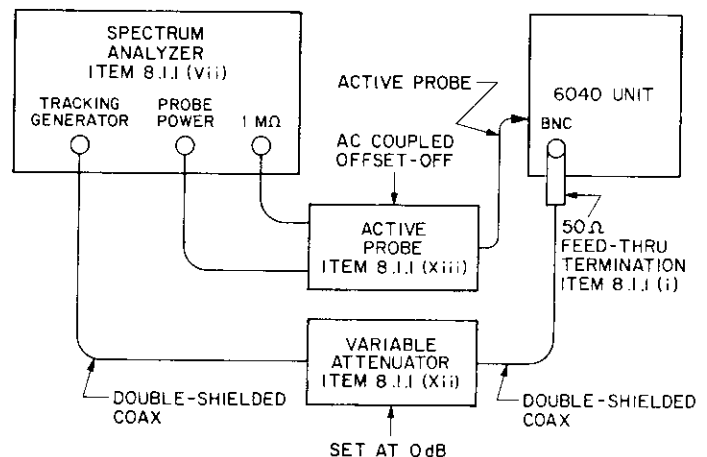 SPECTRUM
ANALYZER
ITEM 8.1.1 (Vii)
TRACKING
GENERATOR
PROBE
POWER
1 MΩ
ACTIVE PROBE
AC COUPLED
OFFSET-OFF
6040 UNIT
BNC
ACTIVE
PROBE
ITEM 8.1.1 (Xiii)
50Ω
FEED-THRU
TERMINATION
ITEM 8.1.1 (i)
VARIABLE
ATTENUATOR
ITEM 8.1.1 (Xii)
DOUBLE-SHIELDED
COAX
DOUBLE-SHIELDED
COAX
SET AT 0 dB